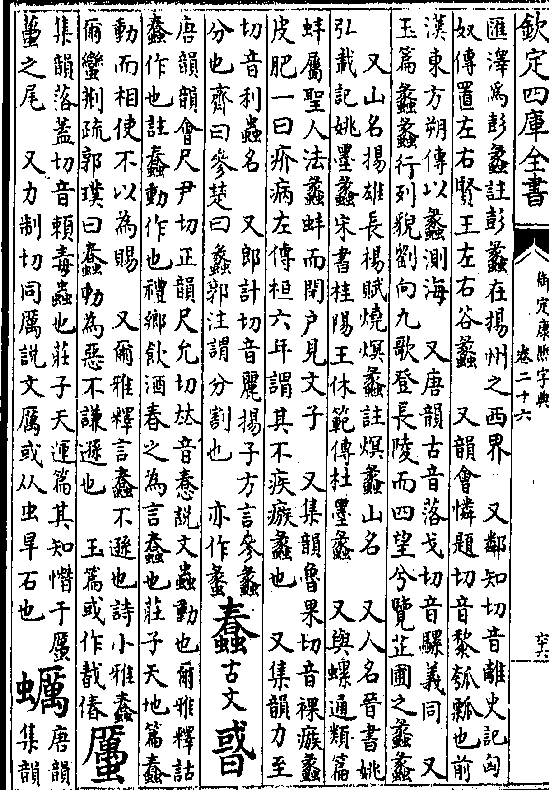 欽定四庫全書
御定康熙字典
卷二十六
匯澤為彭蠡註彭蠡在揚州之西界　又鄰知切音離史記匈
奴傳置左右賢王左右谷蠡　又韻會憐題切音黎瓠瓢也前
漢東方朔傳以蠡測海　又唐韻古音落戈切音騾義同　又
玉篇蠡蠡行列貌劉向九歌登長陵而四望兮覽芷圃之蠡蠡
又山名揚雄長楊賦燒熐蠡註熐蠡山名　又人名晉書姚
弘載記姚墨蠡宋書桂陽王休範傳杜墨蠡　又與螺通類篇
蚌屬聖人法蠡蚌而閉户見文子　又集韻魯果切音裸瘯蠡
皮肥一曰疥病左傳桓六年謂其不疾瘯蠡也　又集韻力至
切音利蟲名　又郎計切音麗揚子方言參蠡
分也齊曰參楚曰蠡郭注謂分割也　亦作𧔝
蠢古文𢧠
唐韻韻會尺尹切正韻尺允切𠀤音惷說文蟲動也爾雅釋詁
蠢作也註蠢動作也禮鄉飲酒春之為言蠢也莊子天地篇蠢
動而相使不以為賜　又爾雅釋言蠢不遜也詩小雅蠢
爾蠻荆疏郭璞曰蠢動為惡不謙遜也　玉篇或作㦧偆
蠆
唐韻
集韻落蓋切音賴毒蟲也莊子天運篇其知憯于厲
蠆之尾　又力制切同厲說文厲或从虫旱石也
蠣
集韻